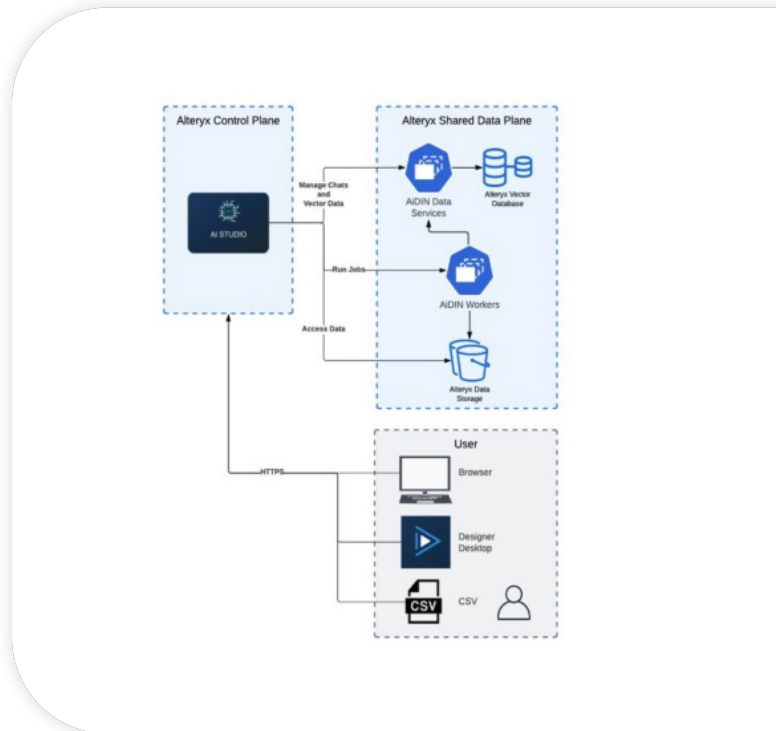 Alteryx Control Plane
AI STUDIO
Alteryx Shared Data Plane
Manage Chats
and
Vector Data
AiDIN Data
Services
Alteryx Vector
Database
Run Jobs
AiDIN Workers
Access Data
Alteryx Data
Storage
User
HTTPS
Browser
Designer
Desktop
CSV
CSV